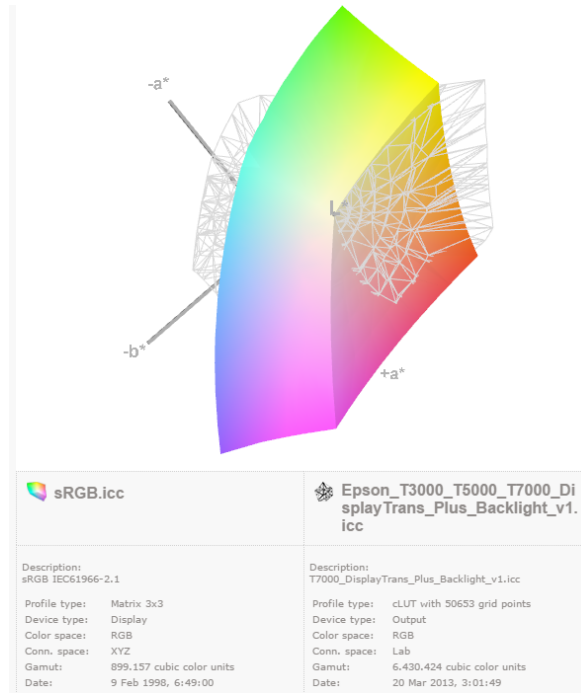 -a*
L
-b*
+a*
sRGB.icc
Epson_T3000_T5000_T7000_Di
splayTrans_Plus_Backlight_v1.
icc
Description:
sRGB IEC61966-2.1
Profile type: Matrix 3x3
Device type: Display
Color space: RGB
Conn. space: XYZ
Gamut: 899.157 cubic color units
Date: 9 Feb 1998, 6:49:00
Description:
T7000_DisplayTrans_Plus_Backlight_v1.icc
Profile type: cLUT with 50653 grid points
Device type: Output
Color space: RGB
Conn. space: Lab
Gamut: 6.430.424 cubic color units
Date: 20 Mar 2013, 3:01:49